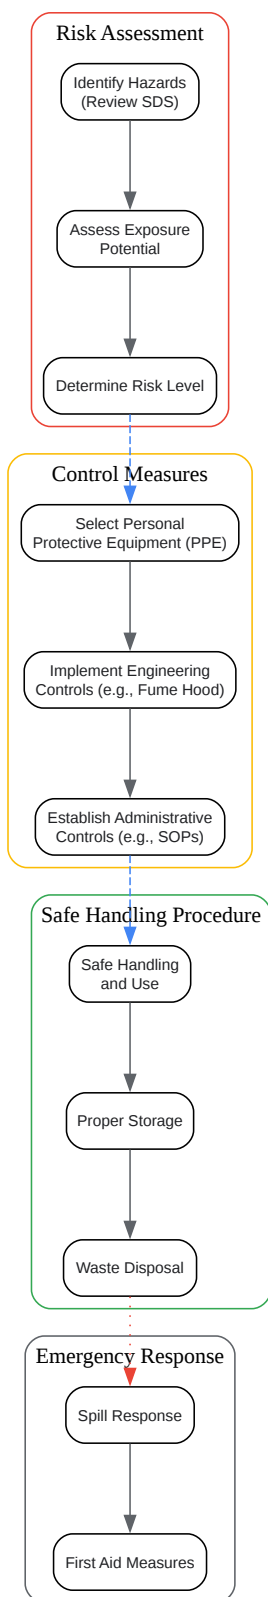 Risk Assessment
Identify Hazards
(Review SDS)
Assess Exposure
Potential
Determine Risk Level
Control Measures
Select Personal
Protective Equipment (PPE)
Implement Engineering
Controls (e.g., Fume Hood)
Establish Administrative
Controls (e.g., SOPs)
Safe Handling Procedure
Safe Handling
and Use
Proper Storage
Waste Disposal
Emergency Response
Spill Response
First Aid Measures